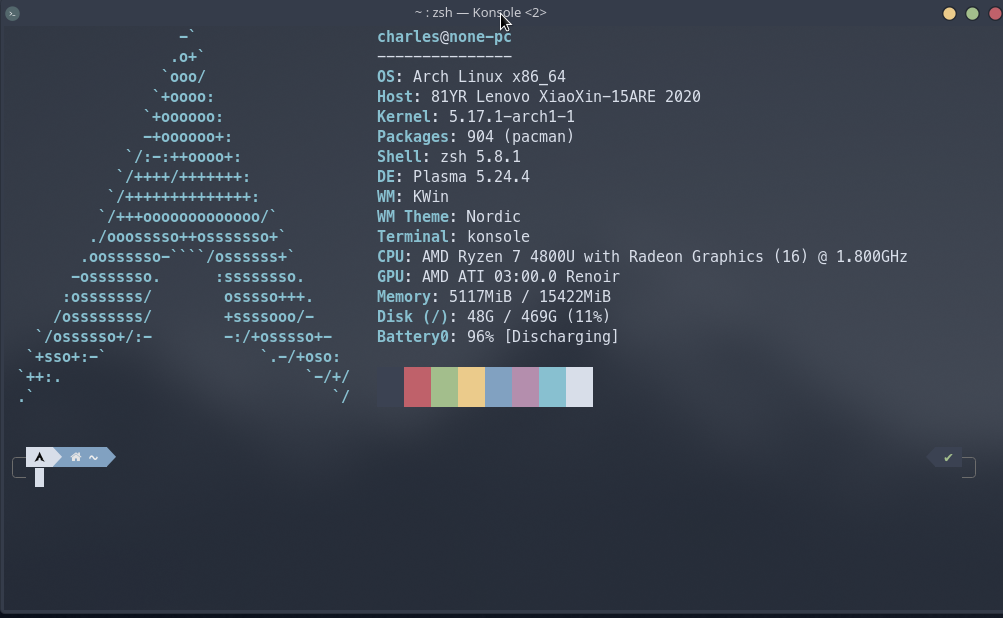 ~ : zsh — Konsole <2>
-`
.o+`
`ooo/
`+oooo:
`+oooooo:
-+oooooo+:
`/:-:++oooo+:
`/++++/+++++++:
`/++++++++++++++:
`/+++ooooooooooooo/`
./ooosssso++osssssso+`
.oossssso-````/ossssss+`
-osssssso.      :ssssssso.
:osssssss/        osssso+++.
/ossssssss/        +ssssooo/-
`/ossssso+/:-        -:/+osssso+-
`+sso+:-`                 `.-/+oso:
`++:.                           `-/+/
.`                                 `/
charles@none-pc
---------------
OS: Arch Linux x86_64
Host: 81YR Lenovo XiaoXin-15ARE 2020
Kernel: 5.17.1-arch1-1
Packages: 904 (pacman)
Shell: zsh 5.8.1
DE: Plasma 5.24.4
WM: KWin
WM Theme: Nordic
Terminal: konsole
CPU: AMD Ryzen 7 4800U with Radeon Graphics (16) @ 1.800GHz
GPU: AMD ATI 03:00.0 Renoir
Memory: 5117MiB / 15422MiB
Disk (/): 48G / 469G (11%)
Battery0: 96% [Discharging]
~ ✔